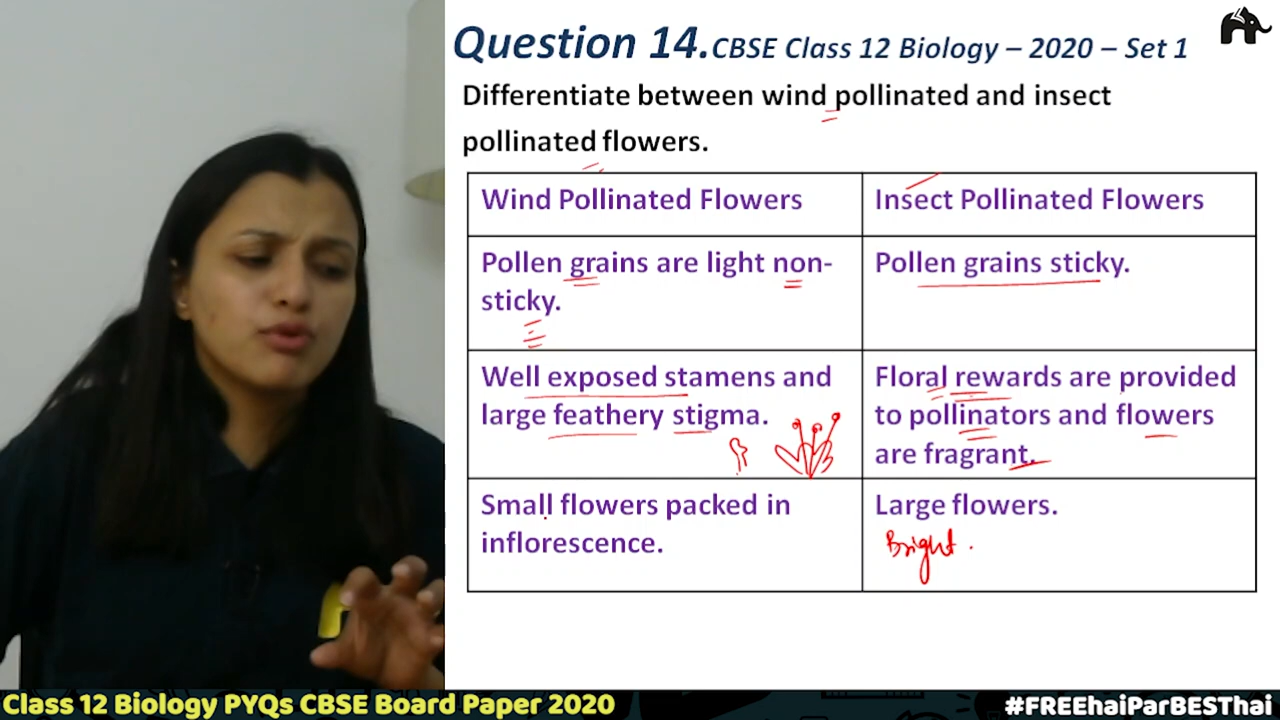 Question 14.CBSE Class 12 Biology – 2020 – Set 1
Differentiate between wind pollinated and insect
pollinated flowers.
Wind Pollinated Flowers
Insect Pollinated Flowers
Pollen grains are light non-
sticky.
Pollen grains sticky.
Well exposed stamens and
large feathery stigma.
Floral rewards are provided
to pollinators and flowers
are fragrant.
Small flowers packed in
inflorescence.
Large flowers.
Bright.
Class 12 Biology PYQs CBSE Board Paper 2020
#FREEhaiParBESThai